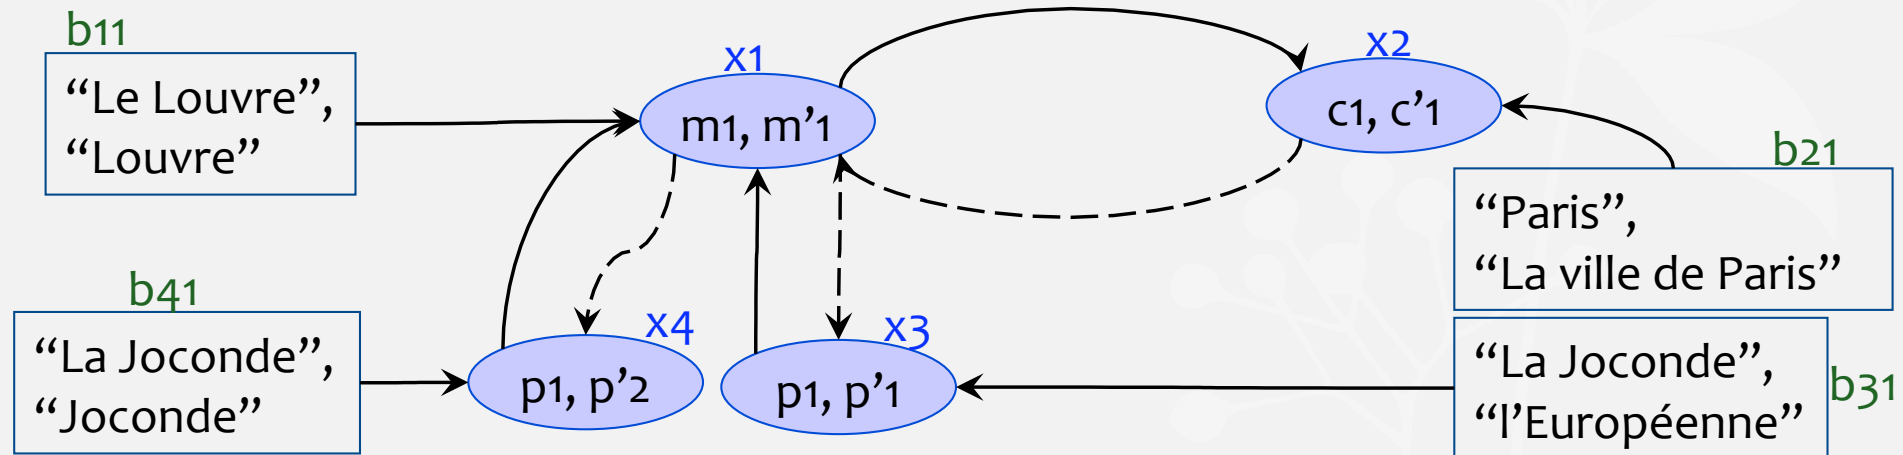 b11
“Le Louvre”,
“Louvre”
x1
m1, m’1
x2
c1, c’1
b21
“Paris”,
“La ville de Paris”
b41
“La Joconde”,
“Joconde”
x4
p1, p’2
x3
p1, p’1
“La Joconde”,
“l’Européenne”
b31